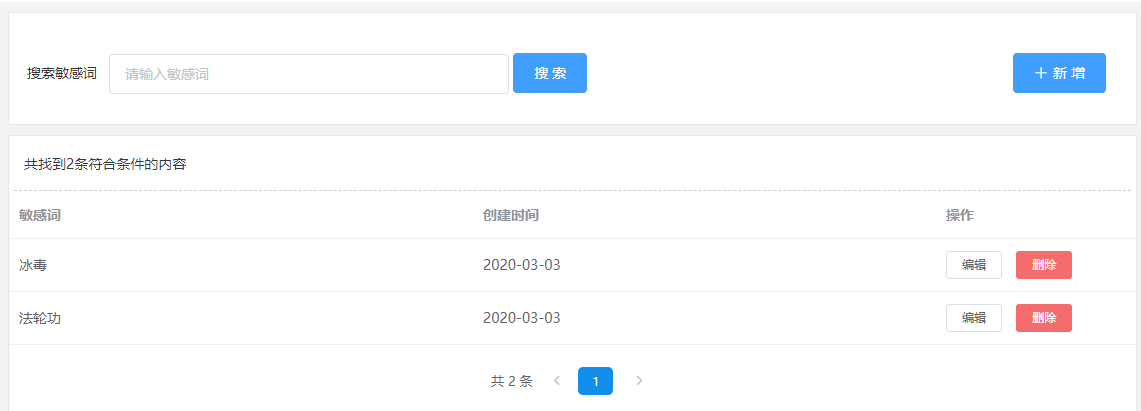 搜索敏感词 请输入敏感词 搜 索 + 新 增
共找到2条符合条件的内容
敏感词 创建时间 操作
冰毒 2020-03-03 编辑 删除
法轮功 2020-03-03 编辑 删除
共 2 条 < 1 >